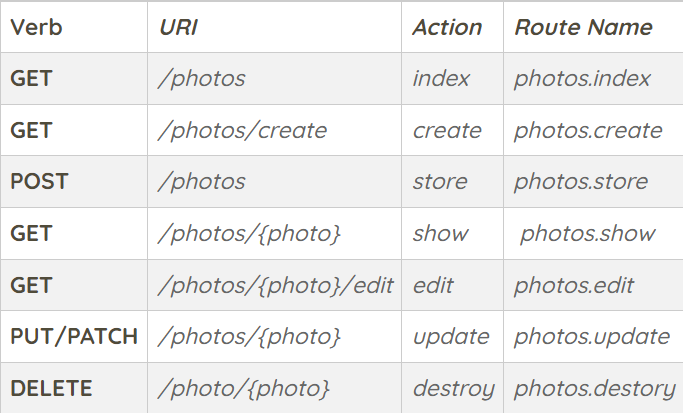 Verb URI Action Route Name
GET /photos index photos.index
GET /photos/create create photos.create
POST /photos store photos.store
GET /photos/{photo} show photos.show
GET /photos/{photo}/edit edit photos.edit
PUT/PATCH /photos/{photo} update photos.update
DELETE /photo/{photo} destroy photos.destory